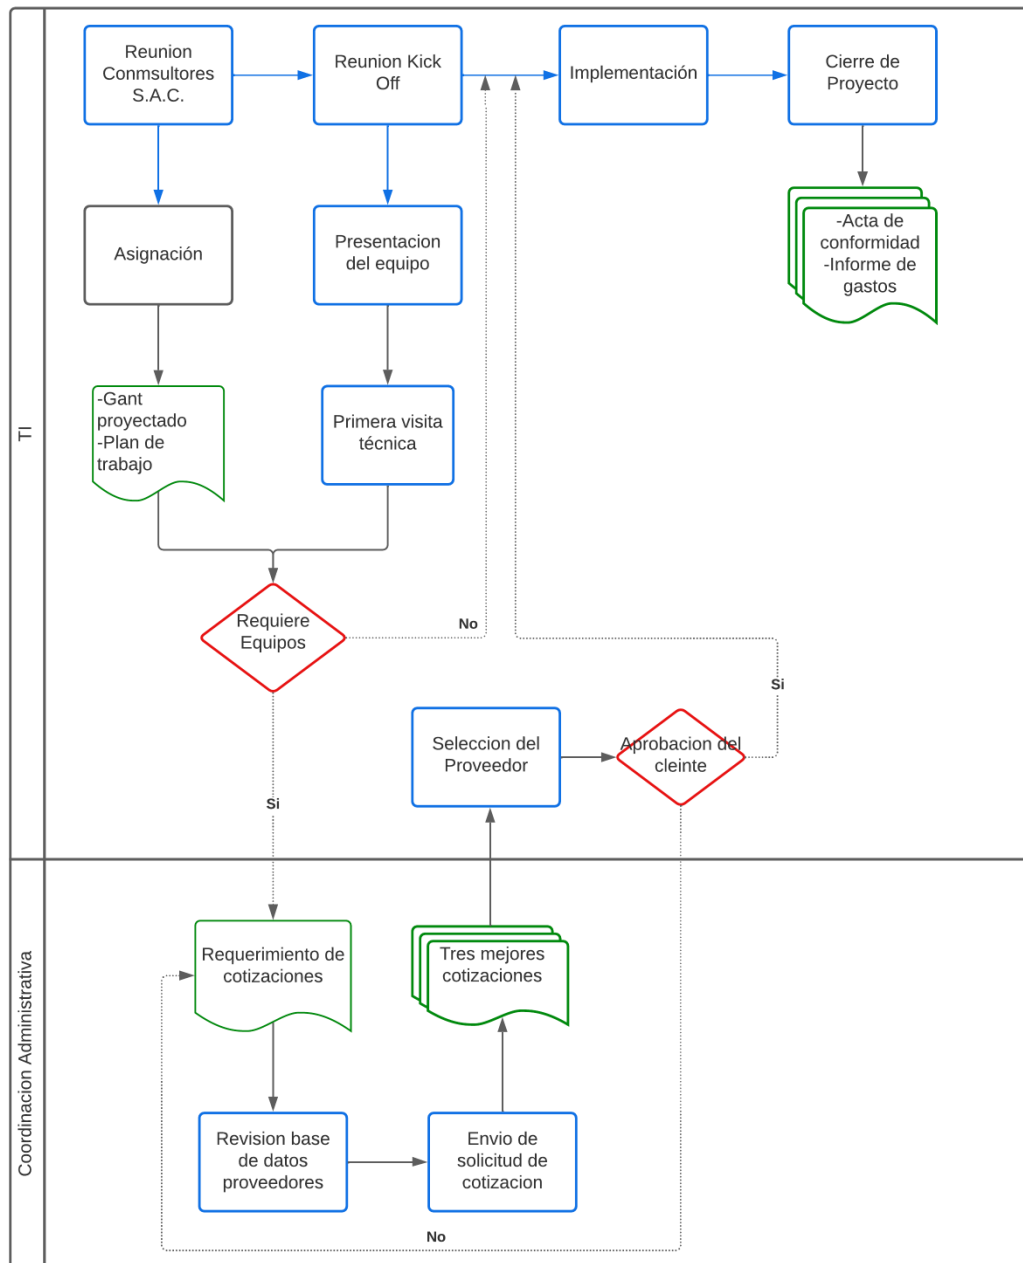 TI
Reunion
Conmsultores
S.A.C.
Reunion Kick
Off
Implementación
Cierre de
Proyecto
Asignación
Presentacion
del equipo
-Acta de
conformidad
-Informe de
gastos
-Gant
proyectado
-Plan de
trabajo
Primera visita
técnica
Requiere
Equipos
No
Si
Seleccion del
Proveedor
Aprobacion del
cleinte
Si
Coordinacion Administrativa
Requerimiento de
cotizaciones
Tres mejores
cotizaciones
Revision base
de datos
proveedores
Envio de
solicitud de
cotizacion
No